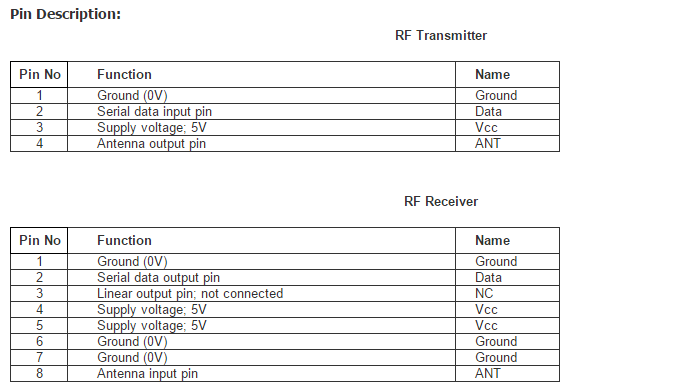 Pin Description:
RF Transmitter
Pin No Function Name
1 Ground (0V) Ground
2 Serial data input pin Data
3 Supply voltage; 5V Vcc
4 Antenna output pin ANT
RF Receiver
Pin No Function Name
1 Ground (0V) Ground
2 Serial data output pin Data
3 Linear output pin; not connected NC
4 Supply voltage; 5V Vcc
5 Supply voltage; 5V Vcc
6 Ground (0V) Ground
7 Ground (0V) Ground
8 Antenna input pin ANT